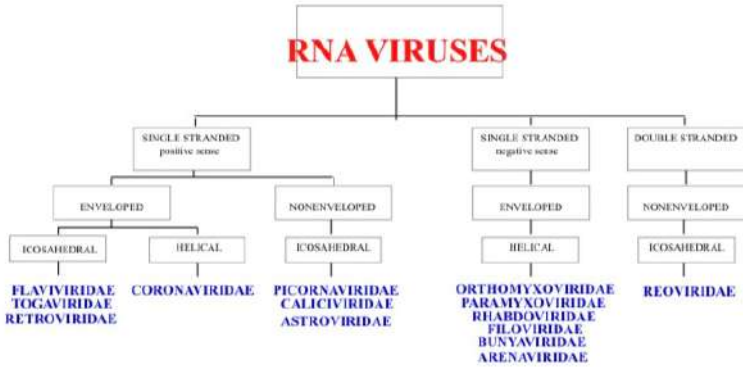 RNA VIRUSES
SINGLE STRANDED
positive sense
SINGLE STRANDED
negative sense
DOUBLE STRANDED
ENVELOPED
NONENVELOPED
ENVELOPED
NONENVELOPED
ICOSAHEDRAL
HELICAL
ICOSAHEDRAL
HELICAL
ICOSAHEDRAL
FLAVIVIRIDAE
TOGAVIRIDAE
RETROVIRIDAE
CORONAVIRIDAE
PICORNAVIRIDAE
CALICIVIRIDAE
ASTROVIRIDAE
ORTHOMYXOVIRIDAE
PARAMYXOVIRIDAE
RHABDOVIRIDAE
FILOVIRIDAE
BUNYAVIRIDAE
ARENAVIRIDAE
REOVIRIDAE